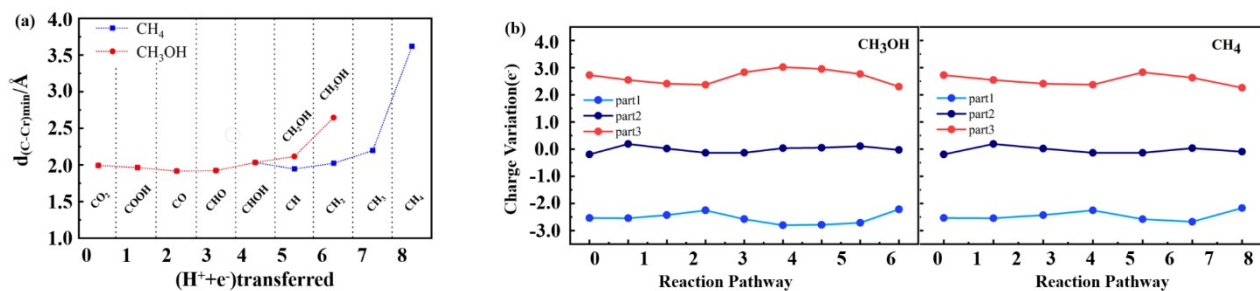 (a)
4.0
3.5
3.0
2.5
2.0
1.5
1.0
d(C-Cr)min/Å
CH4
CH3OH
CO2
COOH
CO
CHO
CHOH
CH
CH2
CH3
CH4
CH2OH
CH3OH
0 1 2 3 4 5 6 7 8
(H⁺+e⁻)transferred
(b)
4.0
3.0
2.0
1.0
0.0
-1.0
-2.0
-3.0
Charge Variation(e⁻)
CH3OH
part1
part2
part3
0 1 2 3 4 5 6
Reaction Pathway
CH4
part1
part2
part3
0 1 2 3 4 5 6 7 8
Reaction Pathway